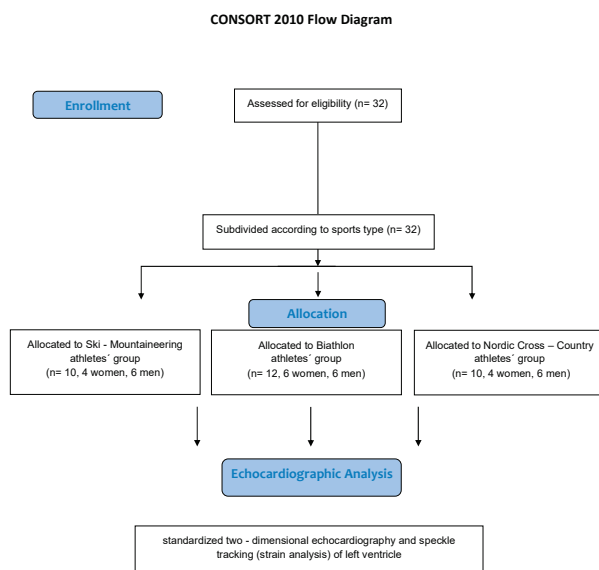 CONSORT 2010 Flow Diagram
Enrollment
Assessed for eligibility (n= 32)
Subdivided according to sports type (n= 32)
Allocation
Allocated to Ski - Mountaineering
athletes´ group
(n= 10, 4 women, 6 men)
Allocated to Biathlon
athletes´ group
(n= 12, 6 women, 6 men)
Allocated to Nordic Cross – Country
athletes´ group
(n= 10, 4 women, 6 men)
Echocardiographic Analysis
standardized two - dimensional echocardiography and speckle
tracking (strain analysis) of left ventricle